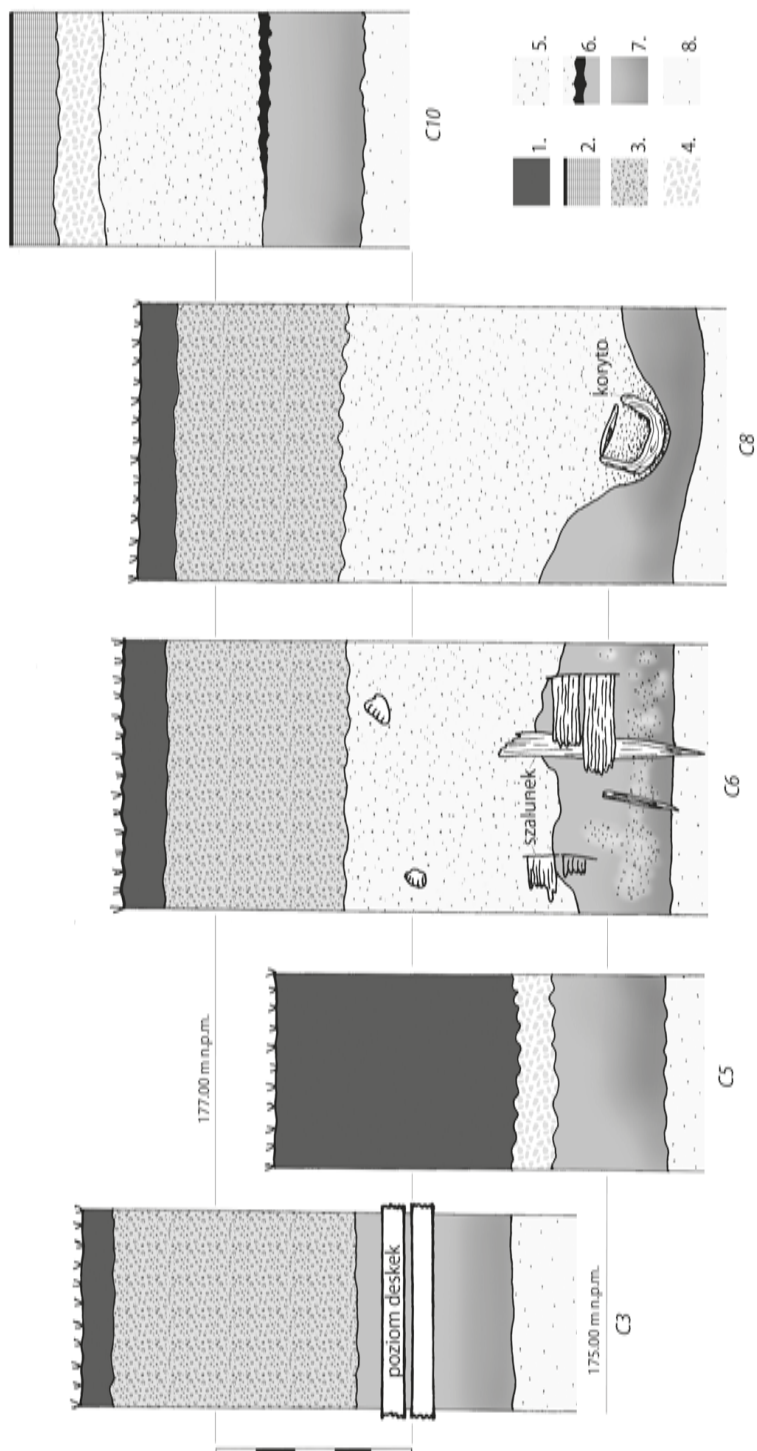 177.00 m n.p.m.
175.00 m n.p.m.
poziom deskek
szalunek
koryto
C3
C5
C6
C8
C10
1.
2.
3.
4.
5.
6.
7.
8.